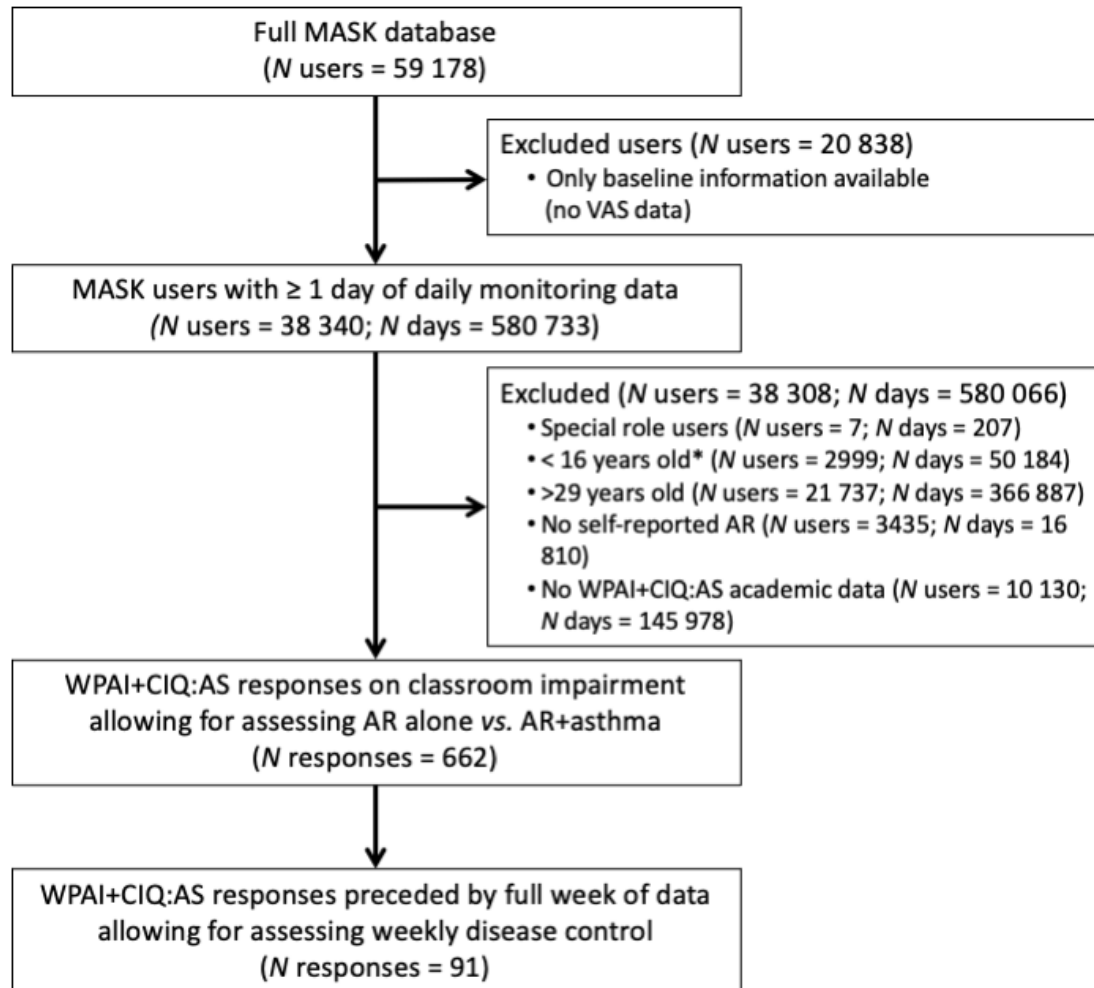 Full MASK database
(N users = 59 178)
Excluded users (N users = 20 838)
• Only baseline information available
(no VAS data)
MASK users with ≥ 1 day of daily monitoring data
(N users = 38 340; N days = 580 733)
Excluded (N users = 38 308; N days = 580 066)
• Special role users (N users = 7; N days = 207)
• < 16 years old* (N users = 2999; N days = 50 184)
• >29 years old (N users = 21 737; N days = 366 887)
• No self-reported AR (N users = 3435; N days = 16
810)
• No WPAI+CIQ:AS academic data (N users = 10 130;
N days = 145 978)
WPAI+CIQ:AS responses on classroom impairment
allowing for assessing AR alone vs. AR+asthma
(N responses = 662)
WPAI+CIQ:AS responses preceded by full week of data
allowing for assessing weekly disease control
(N responses = 91)